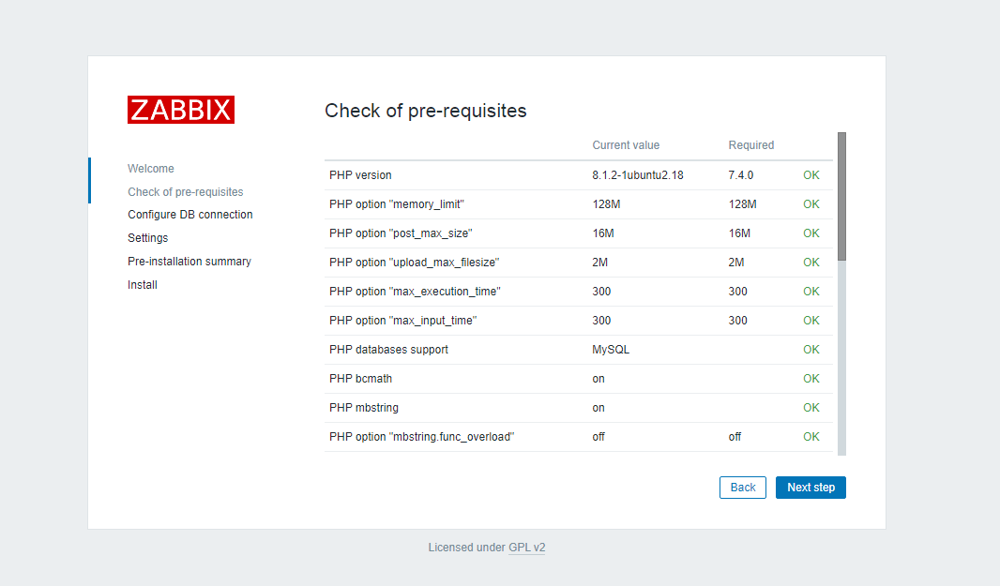 ZABBIX
Welcome
Check of pre-requisites
Configure DB connection
Settings
Pre-installation summary
Install
Check of pre-requisites
Current value Required
PHP version 8.1.2-1ubuntu2.18 7.4.0 OK
PHP option "memory_limit" 128M 128M OK
PHP option "post_max_size" 16M 16M OK
PHP option "upload_max_filesize" 2M 2M OK
PHP option "max_execution_time" 300 300 OK
PHP option "max_input_time" 300 300 OK
PHP databases support MySQL OK
PHP bcmath on OK
PHP mbstring on OK
PHP option "mbstring.func_overload" off off OK
Back Next step
Licensed under GPL v2